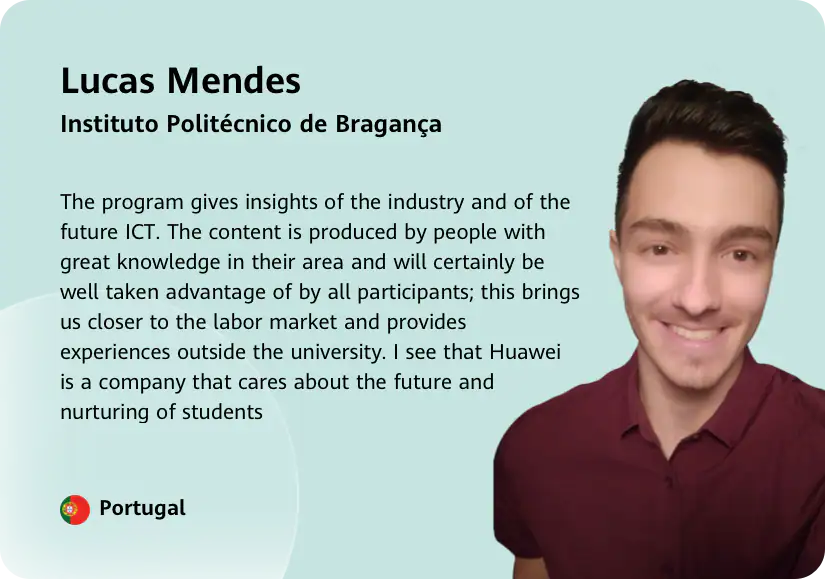 Lucas Mendes
Instituto Politécnico de Bragança
The program gives insights of the industry and of the
future ICT. The content is produced by people with
great knowledge in their area and will certainly be
well taken advantage of by all participants; this brings
us closer to the labor market and provides
experiences outside the university. I see that Huawei
is a company that cares about the future and
nurturing of students
Portugal